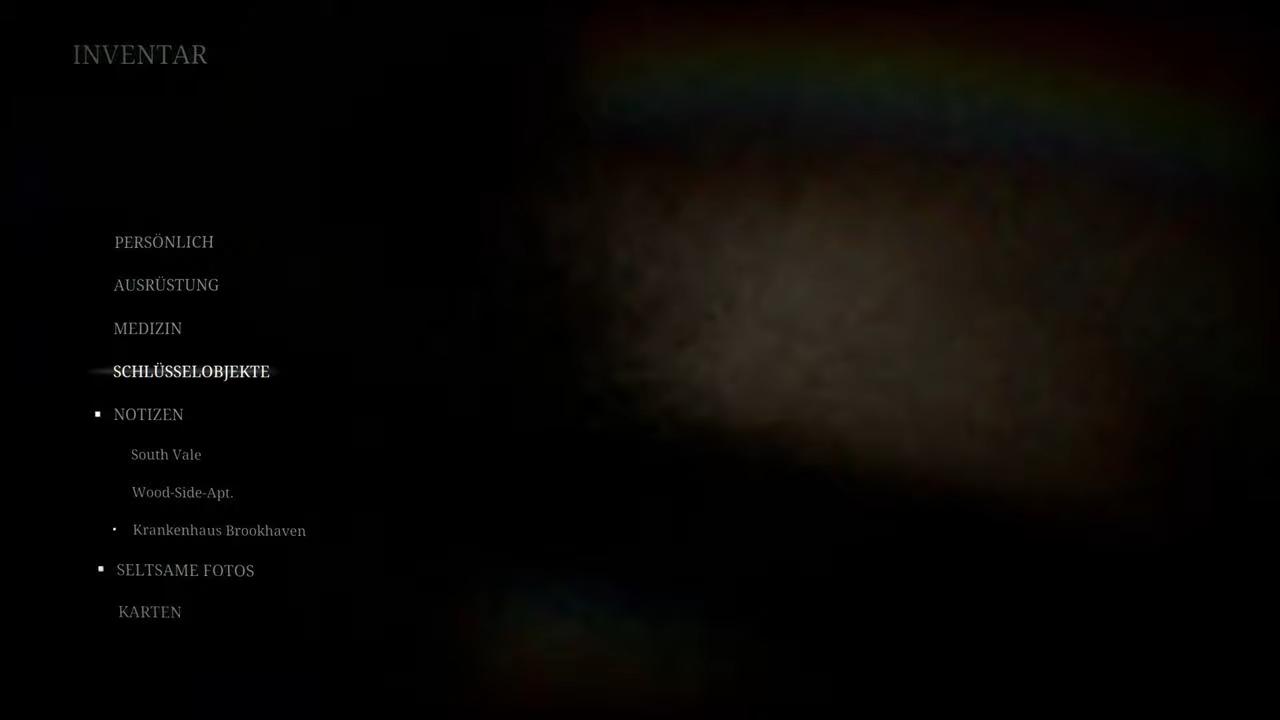 INVENTAR
PERSÖNLICH
AUSRÜSTUNG
MEDIZIN
SCHLÜSSELOBJEKTE
NOTIZEN
South Vale
Wood-Side-Apt.
Krankenhaus Brookhaven
SELTSAME FOTOS
KARTEN